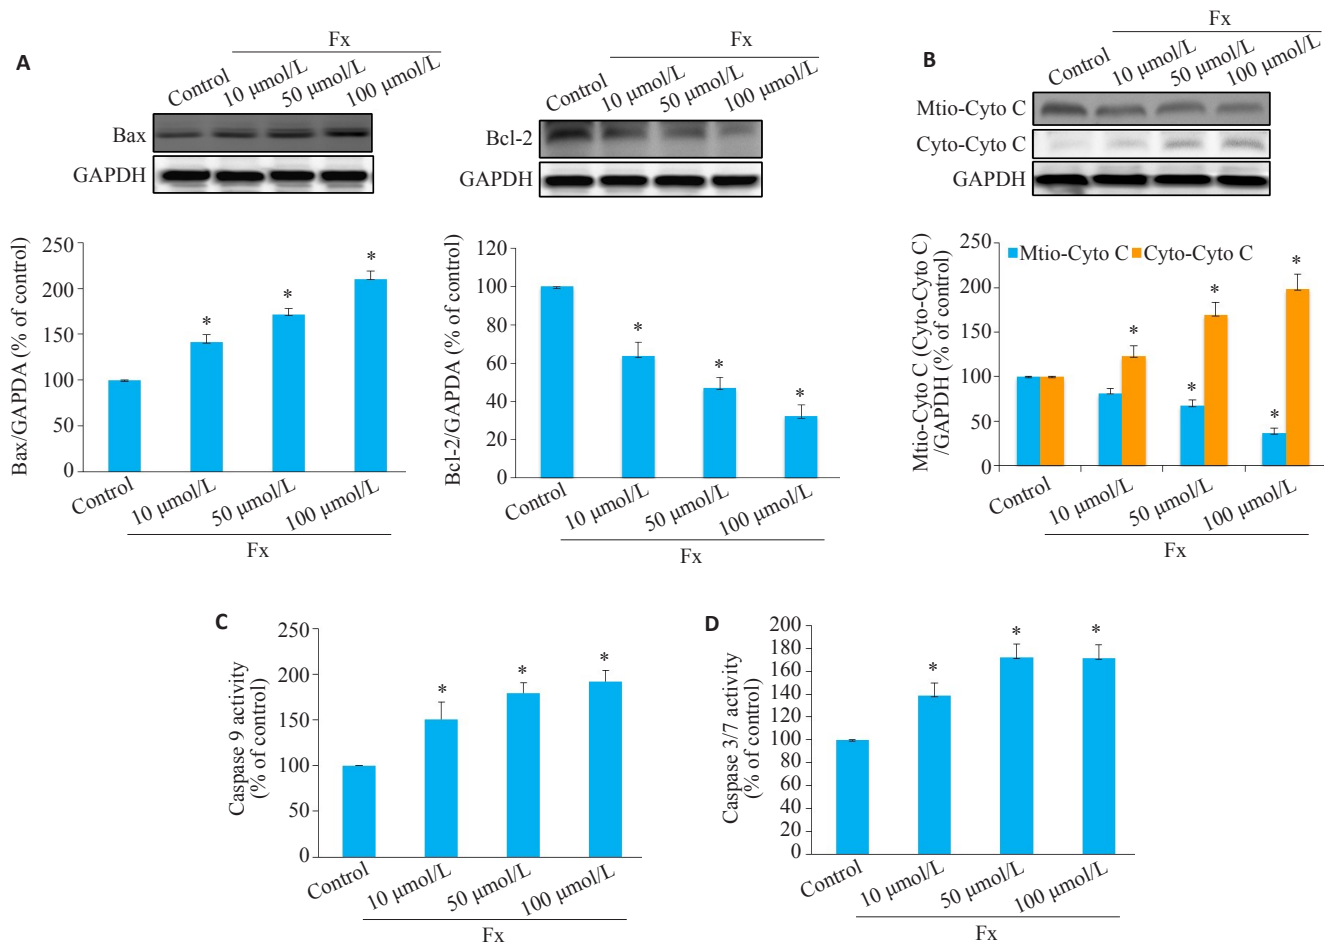 A
Fx
Control
10 μmol/L
50 μmol/L
100 μmol/L
Bax
GAPDH
Fx
Control
10 μmol/L
50 μmol/L
100 μmol/L
Bcl-2
GAPDH
B
Fx
Control
10 μmol/L
50 μmol/L
100 μmol/L
Mtio-Cyto C
Cyto-Cyto C
GAPDH
Bax/GAPDA (% of control)
250
200
150
100
50
0
*
*
*
Control
10 μmol/L
50 μmol/L
100 μmol/L
Fx
Bcl-2/GAPDA (% of control)
120
100
80
60
40
20
0
*
*
*
Control
10 μmol/L
50 μmol/L
100 μmol/L
Fx
Mtio-Cyto C (Cyto-Cyto C)
/GAPDH (% of control)
250
200
150
100
50
0
Mtio-Cyto C Cyto-Cyto C
*
*
*
*
*
Control
10 μmol/L
50 μmol/L
100 μmol/L
Fx
C
Caspase 9 activity
(% of control)
250
200
150
100
50
0
*
*
*
Control
10 μmol/L
50 μmol/L
100 μmol/L
Fx
D
Caspase 3/7 activity
(% of control)
200
180
160
140
120
100
80
60
40
20
0
*
*
*
Control
10 μmol/L
50 μmol/L
100 μmol/L
Fx